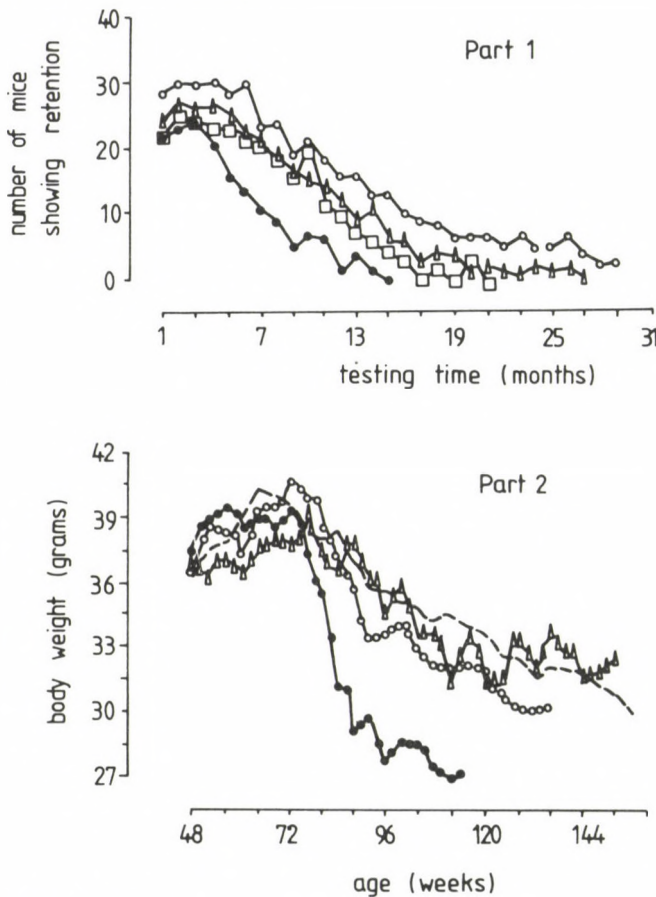 40
Part 1
30
20
10
0
number of mice
showing retention
1 7 13 19 25 31
testing time (months)
42
Part 2
39
36
33
30
27
body weight (grams)
48 72 96 120 144
age (weeks)